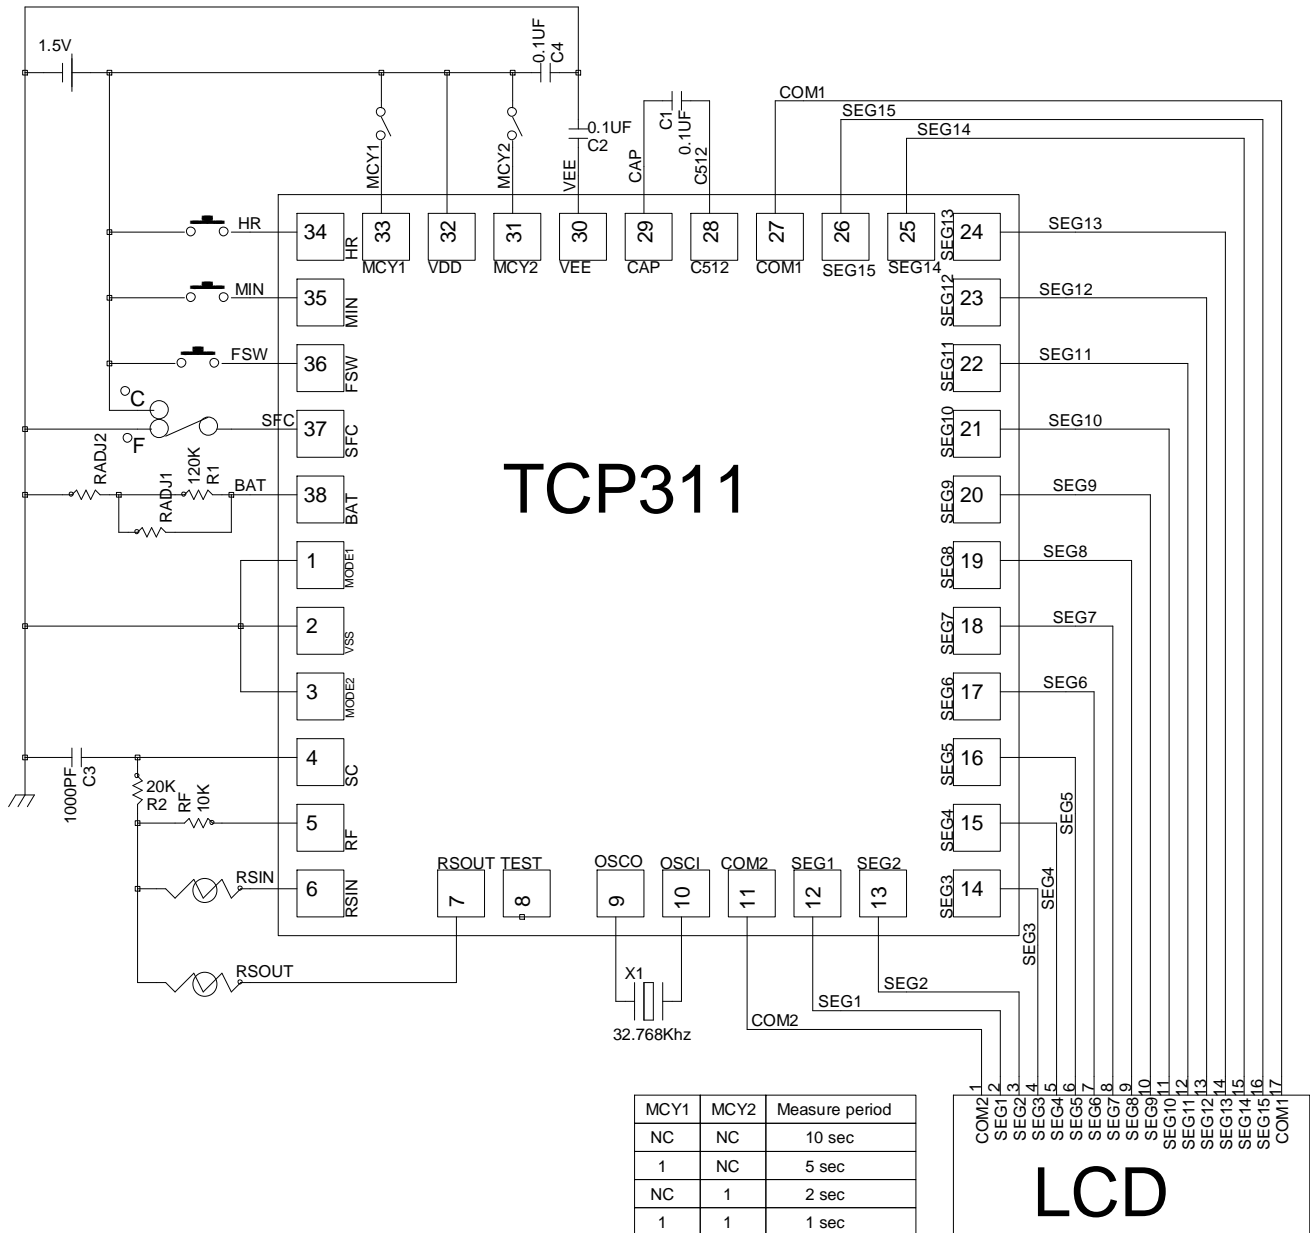 1.5V
0.1UF
C4
0.1UF
C2
C1
0.1UF
MCY1
MCY2
VEE
CAP
C512
COM1
SEG15
SEG14
HR
34
HR
33
MCY1
32
VDD
31
MCY2
30
VEE
29
CAP
28
C512
27
COM1
26
SEG15
25
SEG14
SEG13
24
SEG13
MIN
35
MIN
SEG12
23
SEG12
FSW
36
FSW
SEG11
22
SEG11
°C
°F
SFC
37
SFC
SEG10
21
SEG10
RADJ2
RADJ1
120K
R1
BAT
38
BAT
TCP311
SEG9
20
SEG9
1
MODE1
SEG8
19
SEG8
2
VSS
SEG7
18
SEG7
3
MODE2
SEG6
17
SEG6
1000PF
C3
4
SC
SEG5
16
SEG5
20K
R2
RF
10K
5
RF
SEG4
15
SEG4
RSIN
6
RSIN
RSOUT
7
TEST
8
OSCO
9
OSCI
10
COM2
11
SEG1
12
SEG2
13
SEG3
14
SEG3
RSOUT
X1
32.768Khz
SEG2
SEG1
COM2
MCY1 MCY2 Measure period
NC NC 10 sec
1 NC 5 sec
NC 1 2 sec
1 1 1 sec
1 2 3 4 5 6 7 8 9 10 11 12 13 14 15 16 17
COM2 SEG1 SEG2 SEG3 SEG4 SEG5 SEG6 SEG7 SEG8 SEG9 SEG10 SEG11 SEG12 SEG13 SEG14 SEG15 COM1
LCD